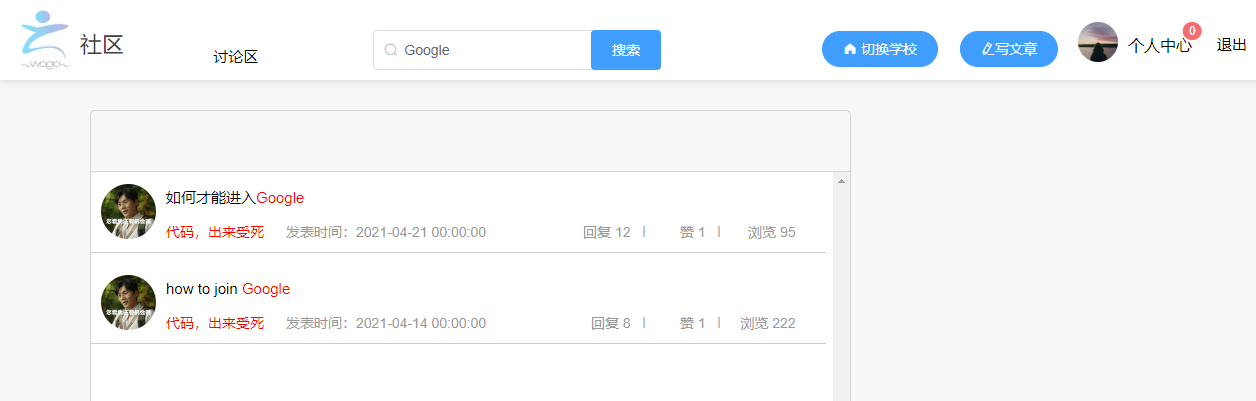 ~wogo~ 社区
讨论区
Google 搜索
切换学校 写文章 个人中心 0 退出
如何才能进入Google
代码，出来受死 发表时间：2021-04-21 00:00:00 回复 12 | 赞 1 | 浏览 95
how to join Google
代码，出来受死 发表时间：2021-04-14 00:00:00 回复 8 | 赞 1 | 浏览 222